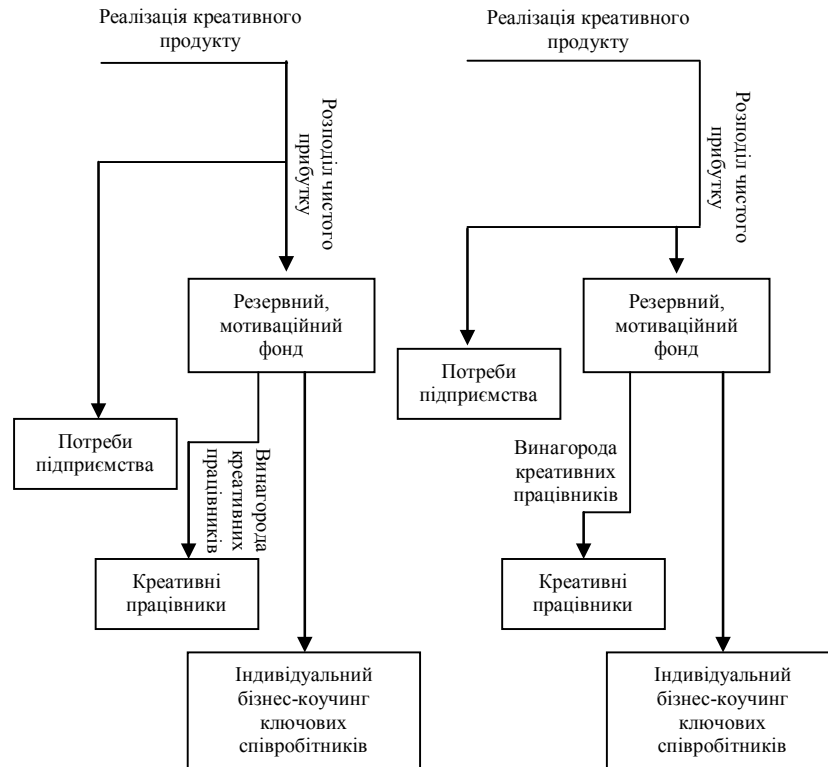 Реалізація креативного
продукту
Розподіл чистого
прибутку
Резервний,
мотиваційний
фонд
Потреби
підприємства
Винагорода
креативних
працівників
Креативні
працівники
Індивідуальний
бізнес-коучинг
ключових
співробітників
Реалізація креативного
продукту
Розподіл чистого
прибутку
Резервний,
мотиваційний
фонд
Потреби
підприємства
Винагорода
креативних
працівників
Креативні
працівники
Індивідуальний
бізнес-коучинг
ключових
співробітників